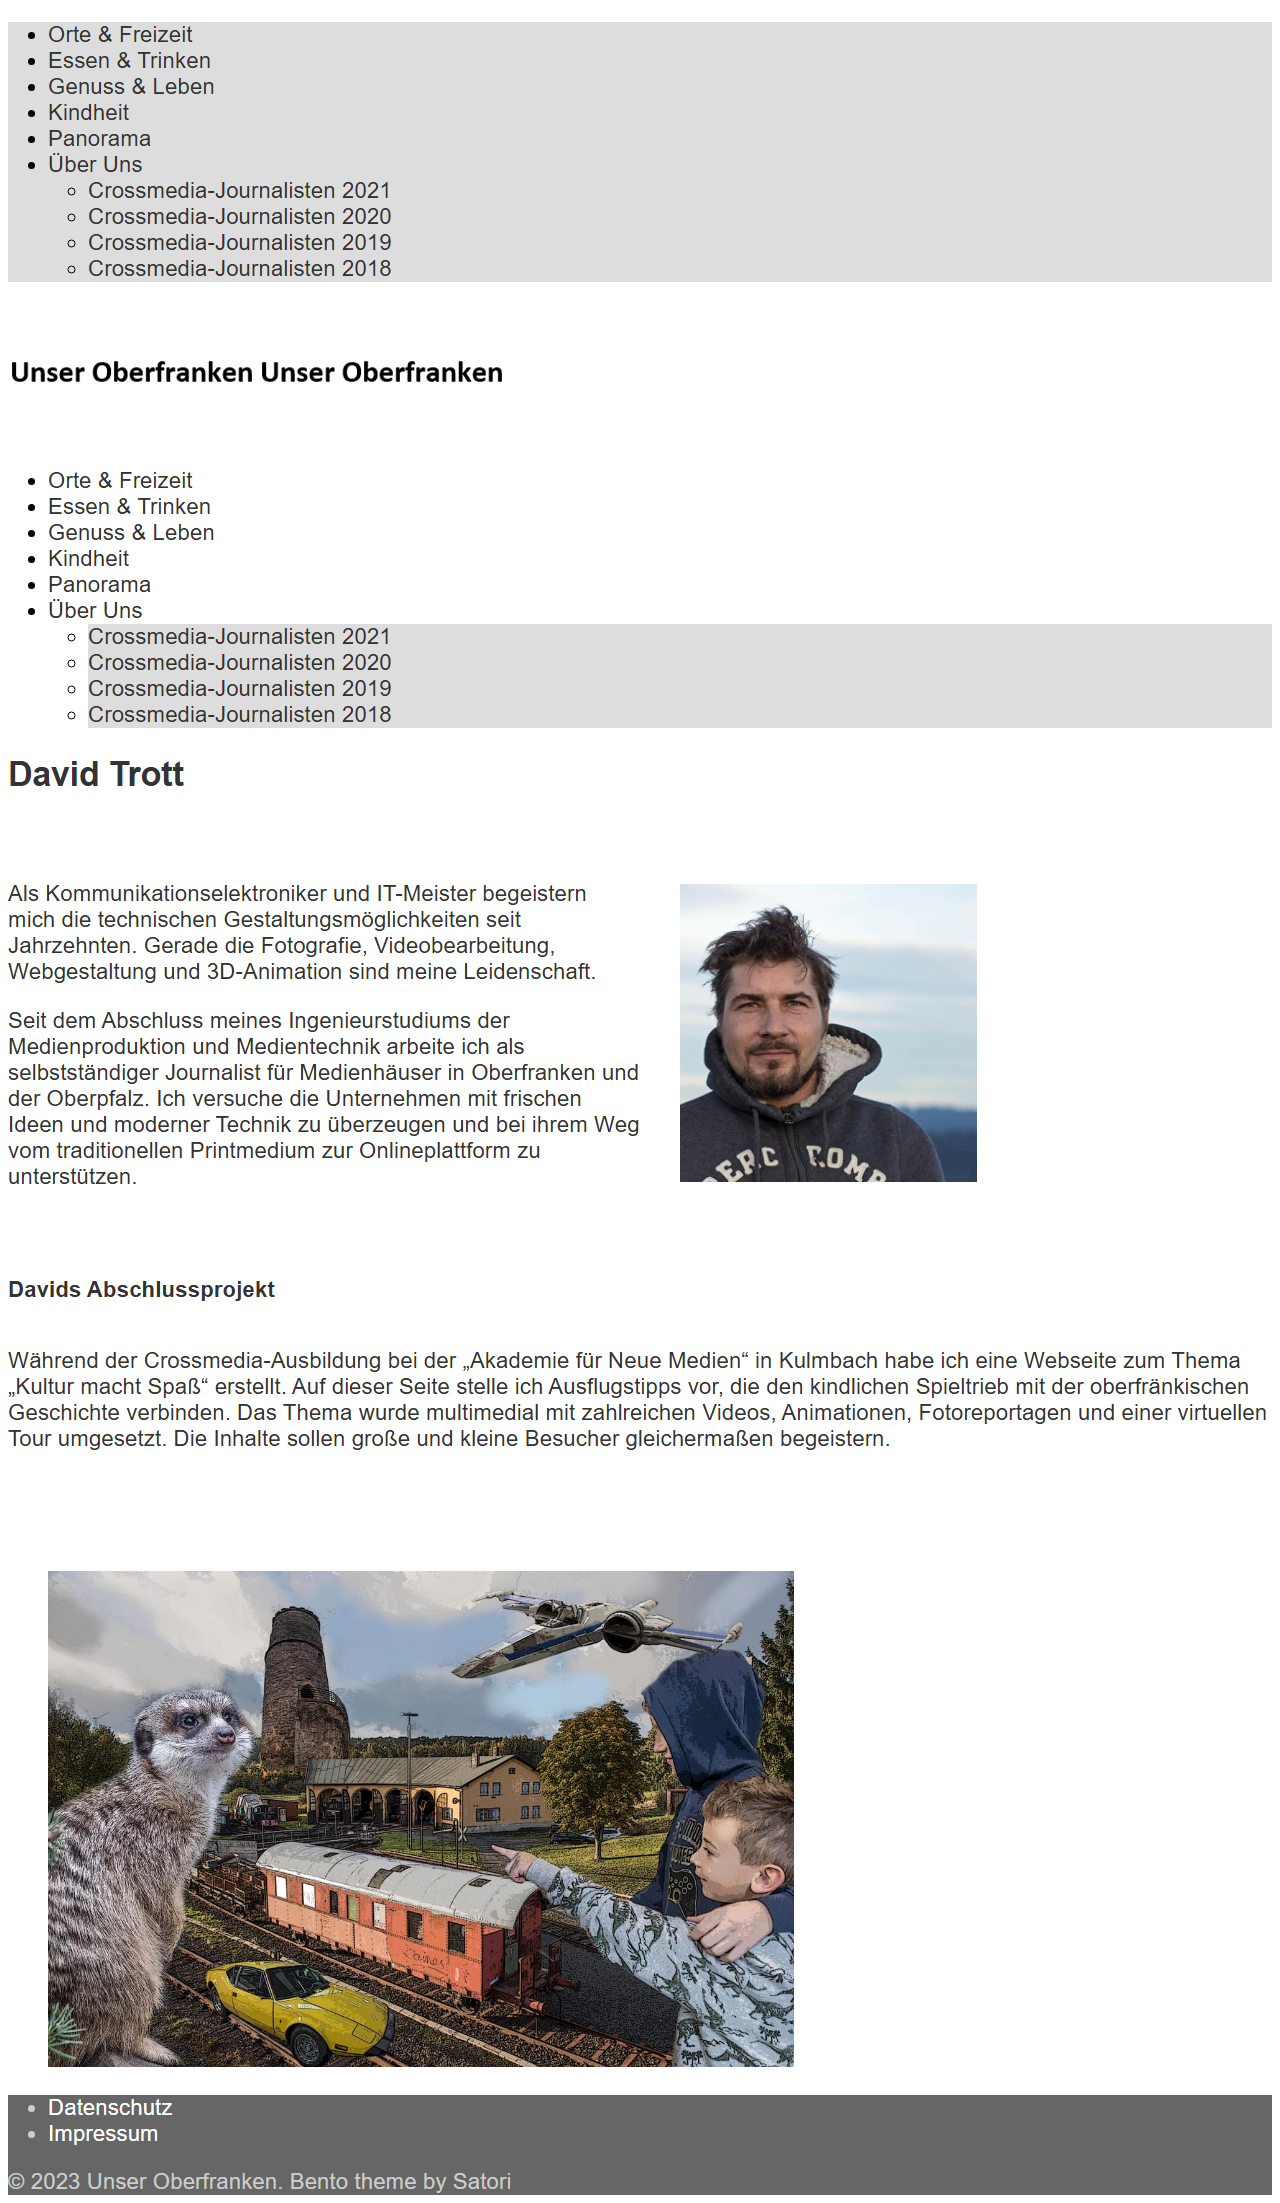 Orte & Freizeit
Essen & Trinken
Genuss & Leben
Kindheit
Panorama
Über Uns
Crossmedia-Journalisten 2021
Crossmedia-Journalisten 2020
Crossmedia-Journalisten 2019
Crossmedia-Journalisten 2018
Unser Oberfranken Unser Oberfranken
Orte & Freizeit
Essen & Trinken
Genuss & Leben
Kindheit
Panorama
Über Uns
Crossmedia-Journalisten 2021
Crossmedia-Journalisten 2020
Crossmedia-Journalisten 2019
Crossmedia-Journalisten 2018
David Trott
Als Kommunikationselektroniker und IT-Meister begeistern
mich die technischen Gestaltungsmöglichkeiten seit
Jahrzehnten. Gerade die Fotografie, Videobearbeitung,
Webgestaltung und 3D-Animation sind meine Leidenschaft.
Seit dem Abschluss meines Ingenieurstudiums der
Medienproduktion und Medientechnik arbeite ich als
selbstständiger Journalist für Medienhäuser in Oberfranken und
der Oberpfalz. Ich versuche die Unternehmen mit frischen
Ideen und moderner Technik zu überzeugen und bei ihrem Weg
vom traditionellen Printmedium zur Onlineplattform zu
unterstützen.
Davids Abschlussprojekt
Während der Crossmedia-Ausbildung bei der „Akademie für Neue Medien“ in Kulmbach habe ich eine Webseite zum Thema
„Kultur macht Spaß“ erstellt. Auf dieser Seite stelle ich Ausflugstipps vor, die den kindlichen Spieltrieb mit der oberfränkischen
Geschichte verbinden. Das Thema wurde multimedial mit zahlreichen Videos, Animationen, Fotoreportagen und einer virtuellen
Tour umgesetzt. Die Inhalte sollen große und kleine Besucher gleichermaßen begeistern.
Datenschutz
Impressum
© 2023 Unser Oberfranken. Bento theme by Satori